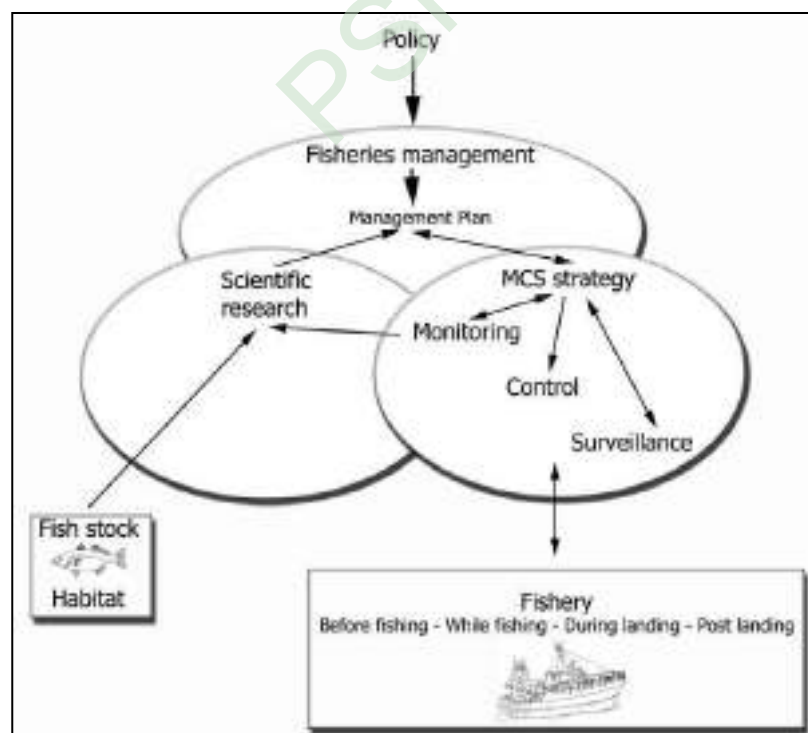 Policy
Fisheries management
Management Plan
Scientific
research
MCS strategy
Monitoring
Control
Surveillance
Fish stock
Habitat
Fishery
Before fishing - While fishing - During landing - Post landing